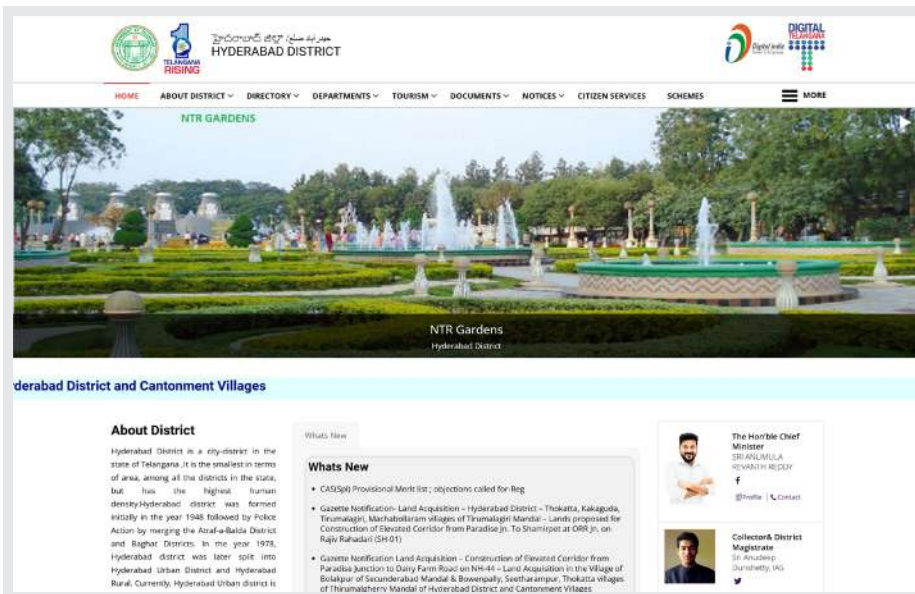 TELANGANA
RISING
హైదరాబాద్ జిల్లా حیدرآباد ضلع
HYDERABAD DISTRICT
Digital India
DIGITAL
TELANGANA
HOME ABOUT DISTRICT DIRECTORY DEPARTMENTS TOURISM DOCUMENTS NOTICES CITIZEN SERVICES SCHEMES MORE
NTR GARDENS
NTR Gardens
Hyderabad District
derabad District and Cantonment Villages
About District
Hyderabad District is a city-district in the
state of Telangana ,It is the smallest in terms
of area, among all the districts in the state,
but has the highest human
density.Hyderabad district was formed
initially in the year 1948 followed by Police
Action by merging the Atraf-a-Balda District
and Baghat Districts. In the year 1978,
Hyderabad district was later split into
Hyderabad Urban District and Hyderabad
Rural. Currently, Hyderabad Urban district is
Whats New
Whats New
CAS(Spl) Provisional Merit list ; objections called for-Reg
Gazette Notification- Land Acquisition – Hyderabad District – Thokatta, Kakaguda,
Tirumalagiri, Machabollaram villages of Tirumalagiri Mandal – Lands proposed for
Construction of Elevated Corridor from Paradise jn. To Shamirpet at ORR Jn. on
Rajiv Rahadari (SH-01)
Gazette Notification Land Acquisition – Construction of Elevated Corridor from
Paradise Junction to Dairy Farm Road on NH-44 – Land Acquisition in the Village of
Bolakpur of Secunderabad Mandal & Bowenpally, Seetharampur, Thokatta villages
of Thirumalgherry Mandal of Hyderabad District and Cantonment Villages
The Hon'ble Chief
Minister
SRI ANUMULA
REVANTH REDDY
Profile Contact
Collector& District
Magistrate
Sri Anudeep
Durishetty, IAS